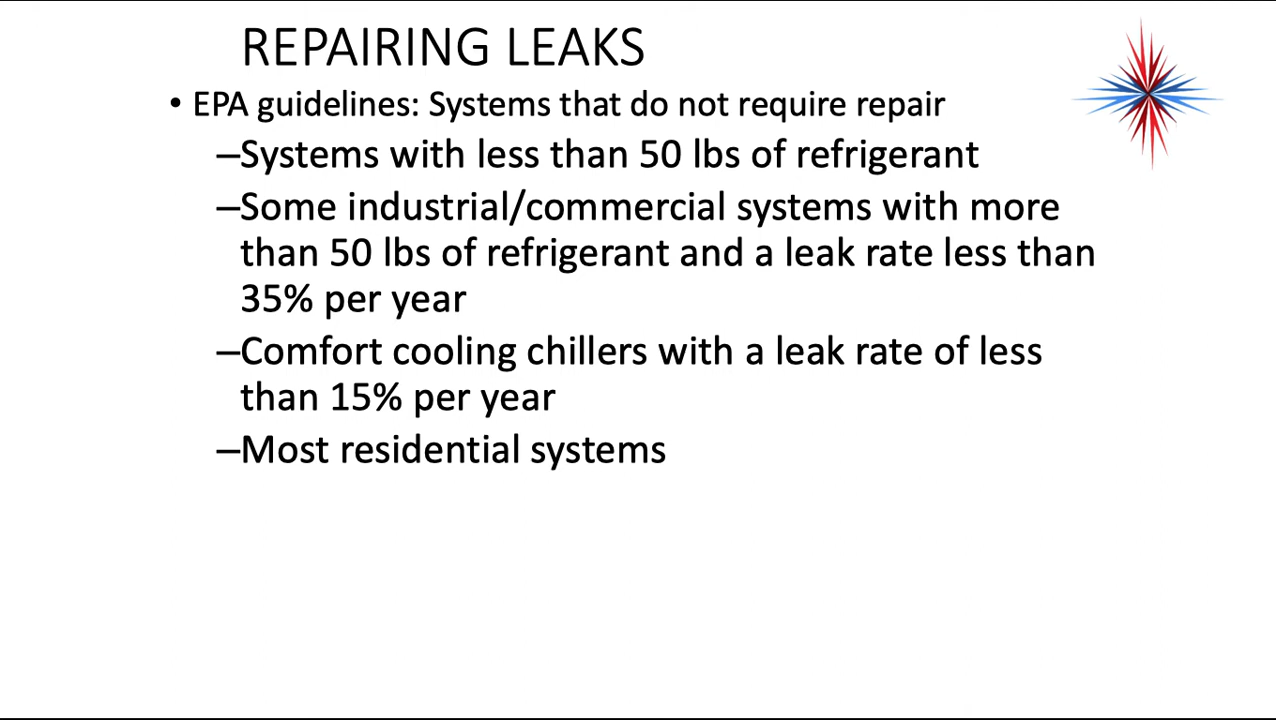 REPAIRING LEAKS
• EPA guidelines: Systems that do not require repair
–Systems with less than 50 lbs of refrigerant
–Some industrial/commercial systems with more
than 50 lbs of refrigerant and a leak rate less than
35% per year
–Comfort cooling chillers with a leak rate of less
than 15% per year
–Most residential systems